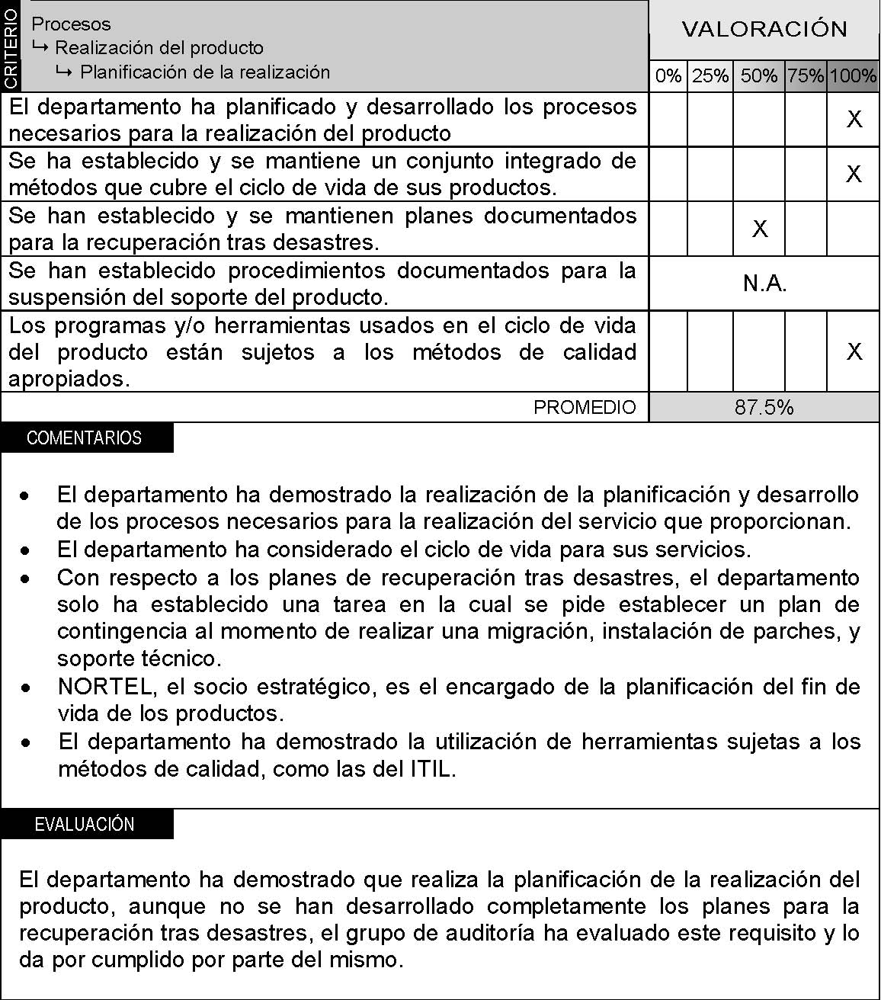 CRITERIO
Procesos
↳ Realización del producto
↳ Planificación de la realización
VALORACIÓN
0% 25% 50% 75% 100%
El departamento ha planificado y desarrollado los procesos
necesarios para la realización del producto
X
Se ha establecido y se mantiene un conjunto integrado de
métodos que cubre el ciclo de vida de sus productos.
X
Se han establecido y se mantienen planes documentados
para la recuperación tras desastres.
X
Se han establecido procedimientos documentados para la
suspensión del soporte del producto.
N.A.
Los programas y/o herramientas usados en el ciclo de vida
del producto están sujetos a los métodos de calidad
apropiados.
X
PROMEDIO 87.5%
COMENTARIOS
• El departamento ha demostrado la realización de la planificación y desarrollo
de los procesos necesarios para la realización del servicio que proporcionan.
• El departamento ha considerado el ciclo de vida para sus servicios.
• Con respecto a los planes de recuperación tras desastres, el departamento
solo ha establecido una tarea en la cual se pide establecer un plan de
contingencia al momento de realizar una migración, instalación de parches, y
soporte técnico.
• NORTEL, el socio estratégico, es el encargado de la planificación del fin de
vida de los productos.
• El departamento ha demostrado la utilización de herramientas sujetas a los
métodos de calidad, como las del ITIL.
EVALUACIÓN
El departamento ha demostrado que realiza la planificación de la realización del
producto, aunque no se han desarrollado completamente los planes para la
recuperación tras desastres, el grupo de auditoría ha evaluado este requisito y lo
da por cumplido por parte del mismo.